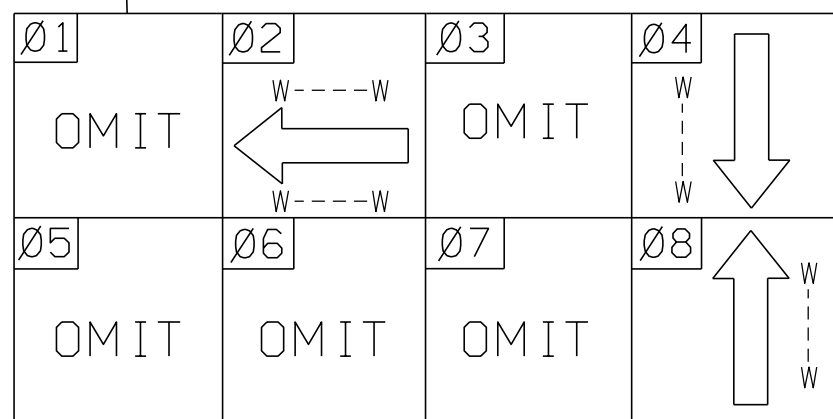 Ø1
OMIT
Ø2
W----W
W----W
Ø3
OMIT
Ø4
W----W
Ø5
OMIT
Ø6
OMIT
Ø7
OMIT
Ø8
W----W